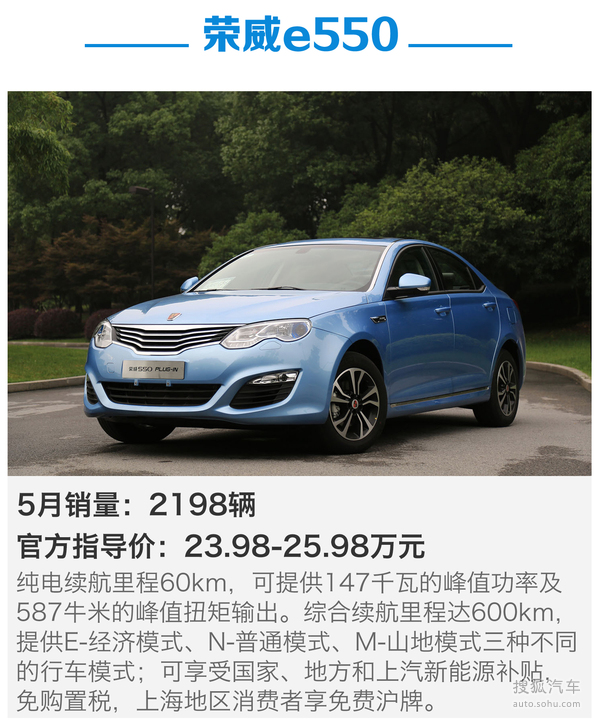 荣威e550
荣威550 PLUG-IN
5月销量：2198辆
官方指导价：23.98-25.98万元
纯电续航里程60km，可提供147千瓦的峰值功率及
587牛米的峰值扭矩输出。综合续航里程达600km，
提供E-经济模式、N-普通模式、M-山地模式三种不同
的行车模式；可享受国家、地方和上汽新能源补贴，
免购置税，上海地区消费者享免费沪牌。
搜狐汽车
auto.sohu.com